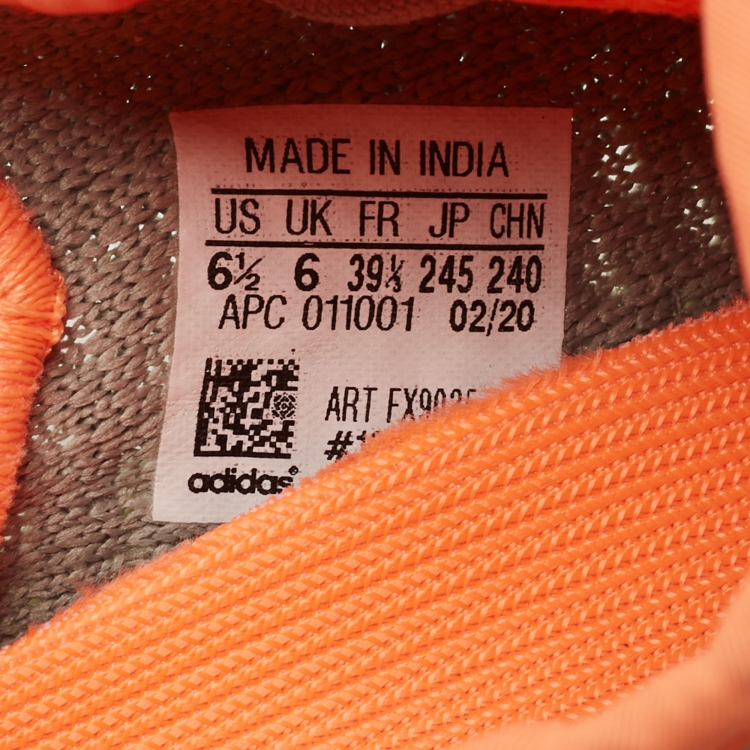 MADE IN INDIA
US UK FR JP CHN
6½ 6 39⅓ 245 240
APC 011001 02/20
ART
adidas®